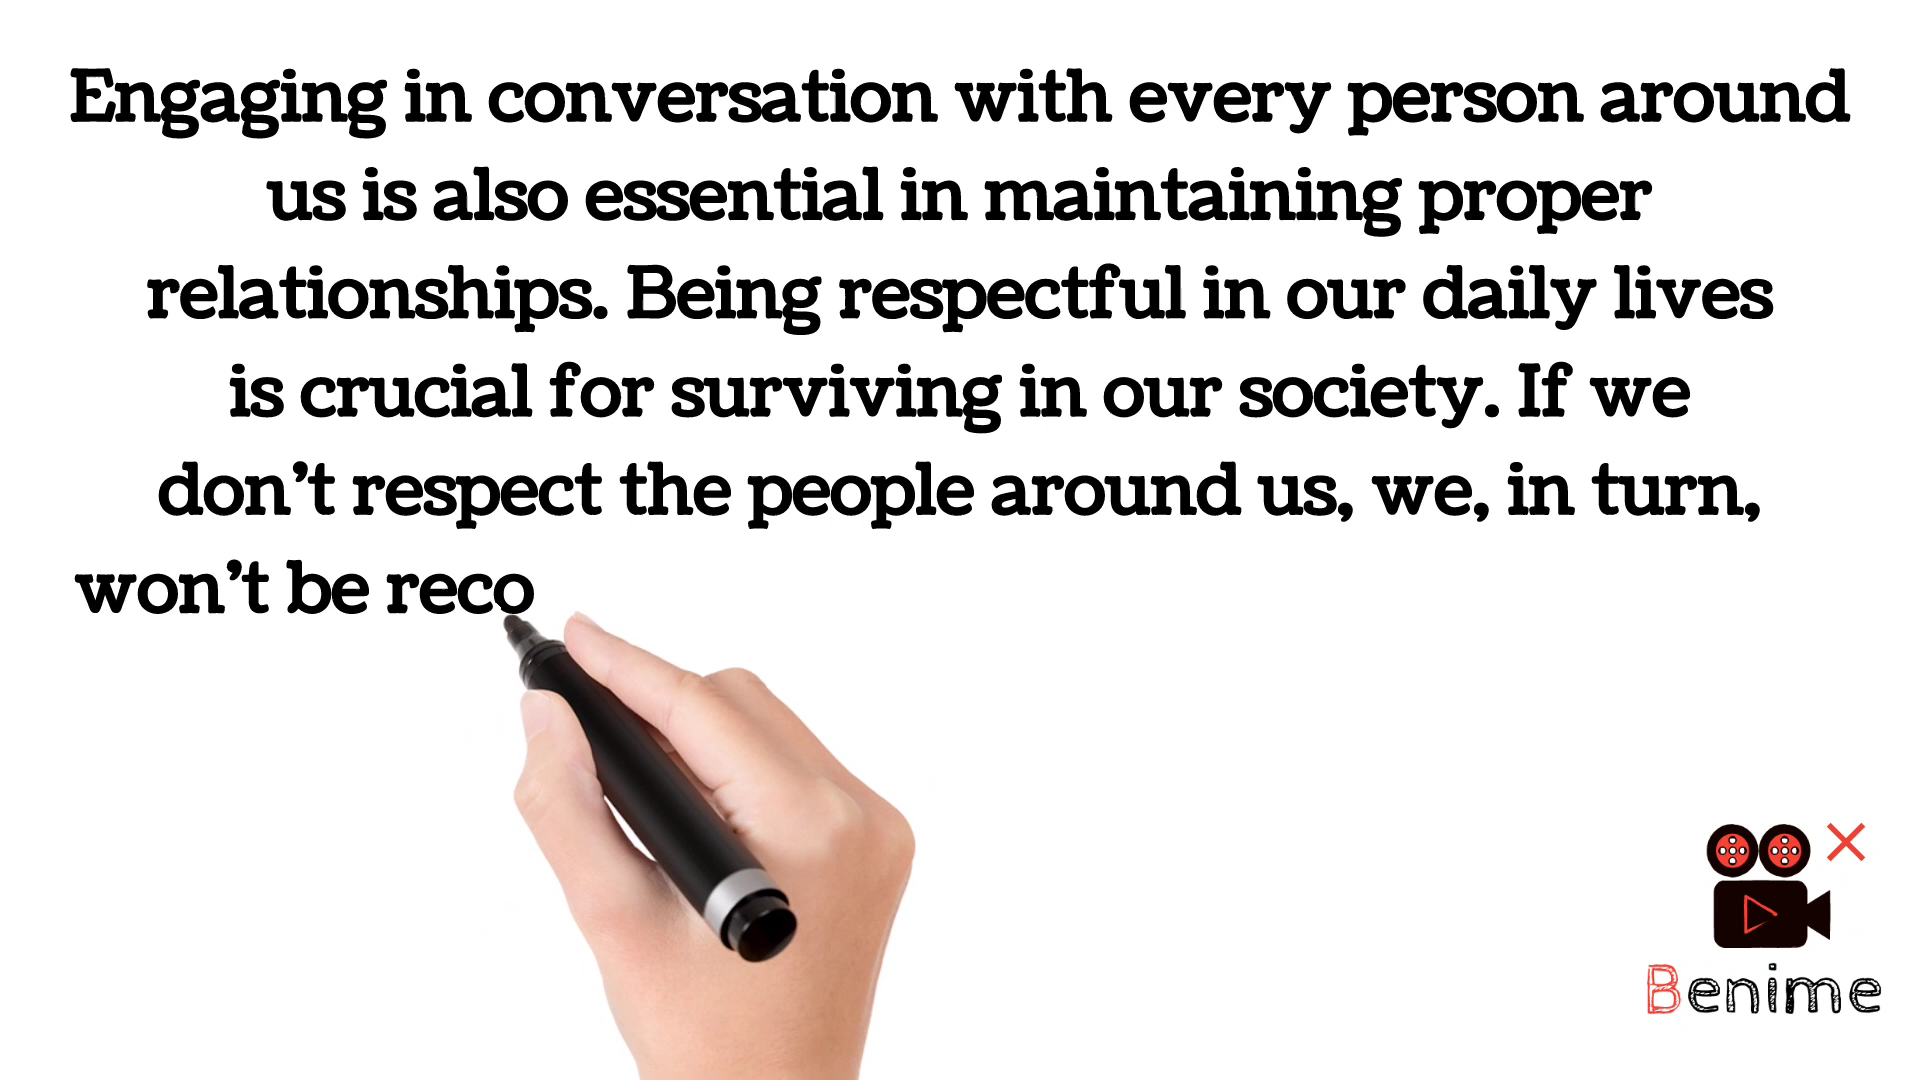 Engaging in conversation with every person around
us is also essential in maintaining proper
relationships. Being respectful in our daily lives
is crucial for surviving in our society. If we
don’t respect the people around us, we, in turn,
won’t be reco
Benime